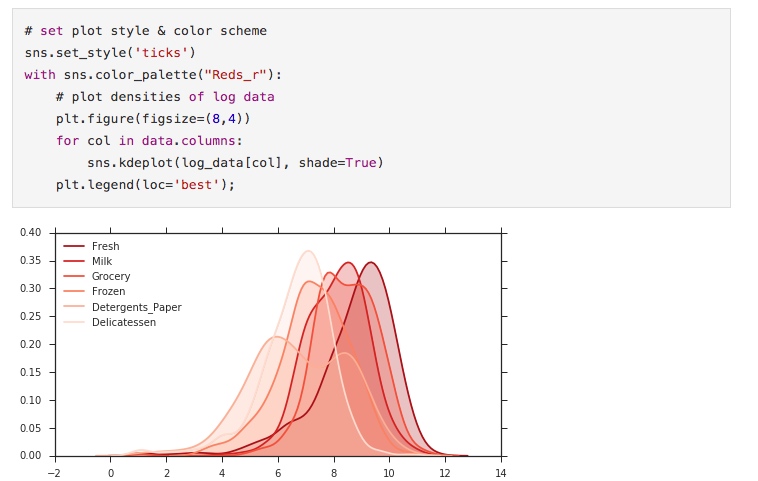 # set plot style & color scheme
sns.set_style('ticks')
with sns.color_palette("Reds_r"):
    # plot densities of log data
    plt.figure(figsize=(8,4))
    for col in data.columns:
        sns.kdeplot(log_data[col], shade=True)
    plt.legend(loc='best');
0.40
0.35
0.30
0.25
0.20
0.15
0.10
0.05
0.00
Fresh
Milk
Grocery
Frozen
Detergents_Paper
Delicatessen
−2 0 2 4 6 8 10 12 14